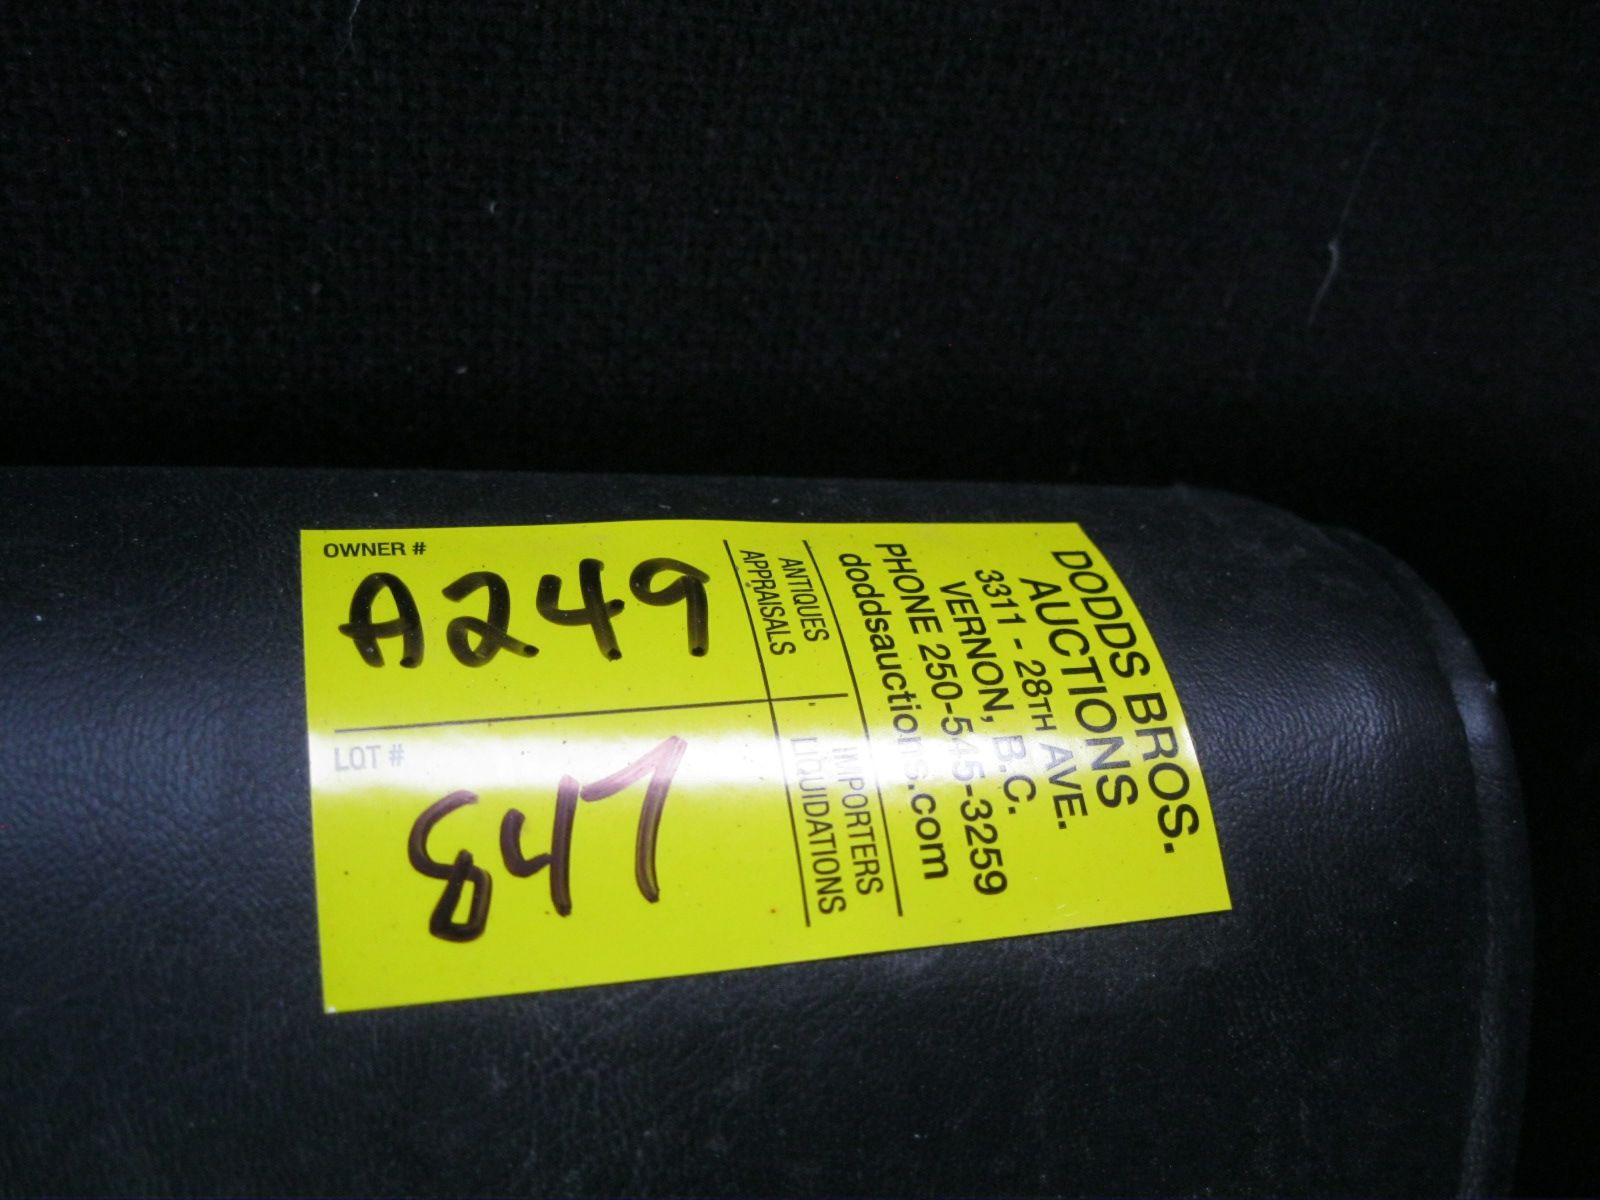 OWNER #
A249
LOT #
847
ANTIQUES
APPRAISALS
IMPORTERS
LIQUIDATIONS
DODDS BROS.
AUCTIONS
3311 - 28TH AVE.
VERNON, B.C.
PHONE 250-545-3259
doddsauctions.com